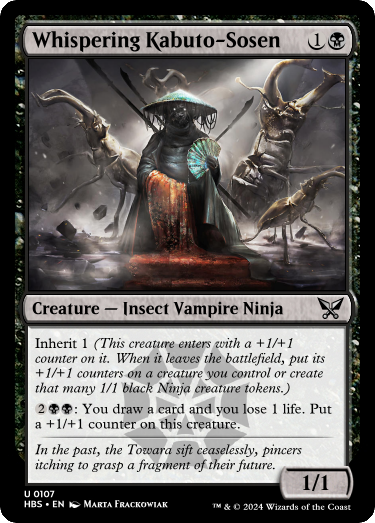 Whispering Kabuto-Sosen 1
Creature — Insect Vampire Ninja
Inherit 1 (This creature enters with a +1/+1
counter on it. When it leaves the battlefield, put its
+1/+1 counters on a creature you control or create
that many 1/1 black Ninja creature tokens.)
2: You draw a card and you lose 1 life. Put
a +1/+1 counter on this creature.
In the past, the Towara sift ceaselessly, pincers
itching to grasp a fragment of their future.
1/1
U 0107
HBS • EN Marta Frackowiak
™ & © 2024 Wizards of the Coast